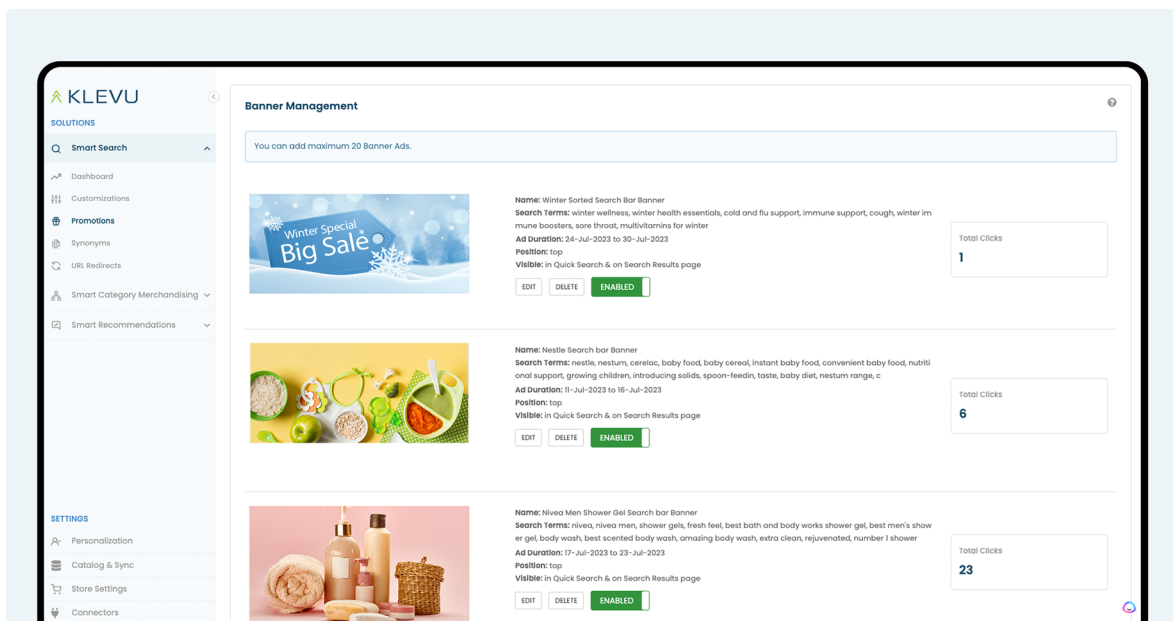 KLEVU
SOLUTIONS
Smart Search
Dashboard
Customizations
Promotions
Synonyms
URL Redirects
Smart Category Merchandising
Smart Recommendations
SETTINGS
Personalization
Catalog & Sync
Store Settings
Connectors
Banner Management
You can add maximum 20 Banner Ads.
Winter Special
Big Sale
Name: Winter Sorted Search Bar Banner
Search Terms: winter wellness, winter health essentials, cold and flu support, immune support, cough, winter im
mune boosters, sore throat, multivitamins for winter
Ad Duration: 24-Jul-2023 to 30-Jul-2023
Position: top
Visible: in Quick Search & on Search Results page
EDIT DELETE ENABLED
Total Clicks
1
Name: Nestle Search bar Banner
Search Terms: nestle, nestum, cerelac, baby food, baby cereal, instant baby food, convenient baby food, nutriti
onal support, growing children, introducing solids, spoon-feedin, taste, baby diet, nestum range, c
Ad Duration: 11-Jul-2023 to 16-Jul-2023
Position: top
Visible: in Quick Search & on Search Results page
EDIT DELETE ENABLED
Total Clicks
6
Name: Nivea Men Shower Gel Search bar Banner
Search Terms: nivea, nivea men, shower gels, fresh feel, best bath and body works shower gel, best men's show
er gel, body wash, best scented body wash, amazing body wash, extra clean, rejuvenated, number 1 shower
Ad Duration: 17-Jul-2023 to 23-Jul-2023
Position: top
Visible: in Quick Search & on Search Results page
EDIT DELETE ENABLED
Total Clicks
23